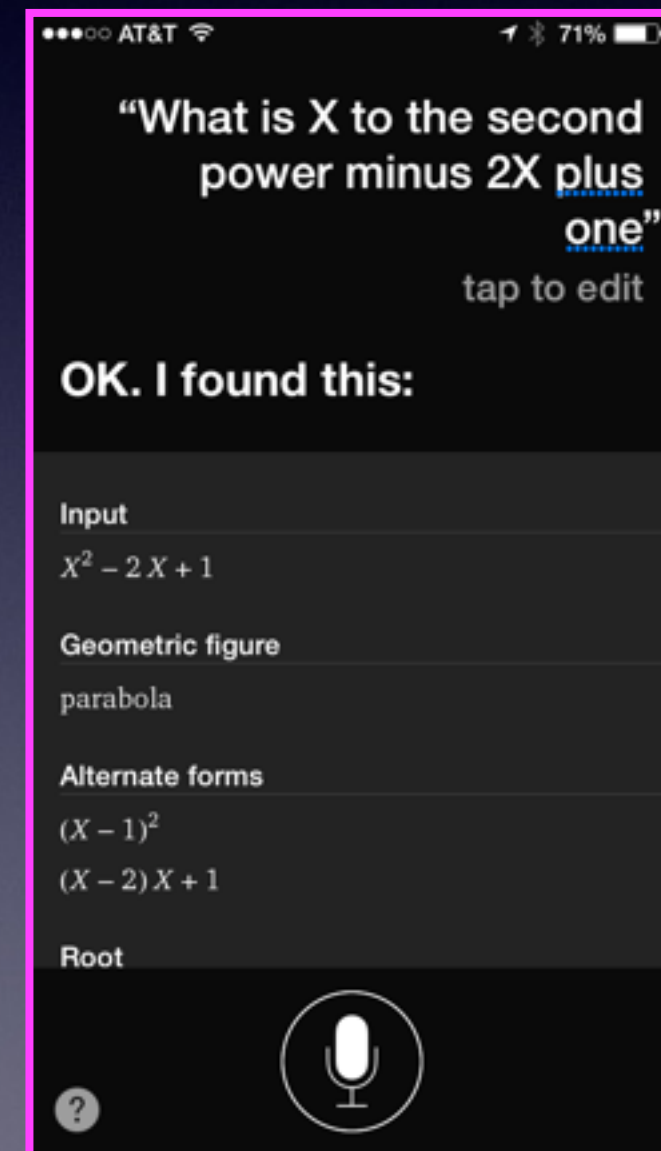 AT&T 71%
“What is X to the second
power minus 2X plus
one”
tap to edit
OK. I found this:
Input
X² – 2 X + 1
Geometric figure
parabola
Alternate forms
(X – 1)²
(X – 2) X + 1
Root
?